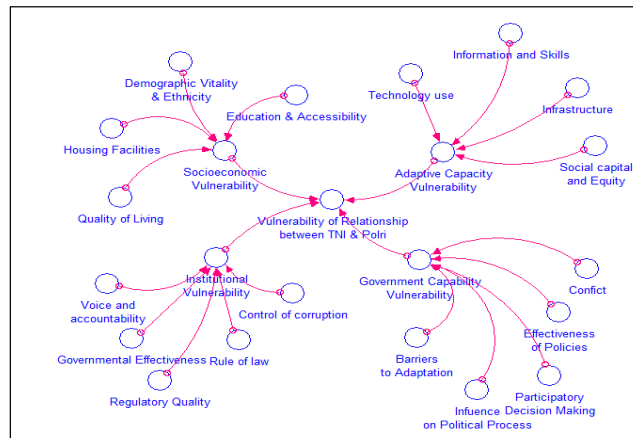 Information and Skills
Demographic Vitality
& Ethnicity
Technology use
Education & Accessibility
Infrastructure
Housing Facilities
Socioeconomic
Vulnerability
Adaptive Capacity
Vulnerability
Social capital
and Equity
Quality of Living
Vulnerability of Relationship
between TNI & Polri
Institutional
Vulnerability
Government Capability
Vulnerability
Confict
Voice and
accountability
Control of corruption
Effectiveness
of Policies
Governmental Effectiveness
Rule of law
Barriers
to Adaptation
Regulatory Quality
Infuence
on Political Process
Participatory
Decision Making